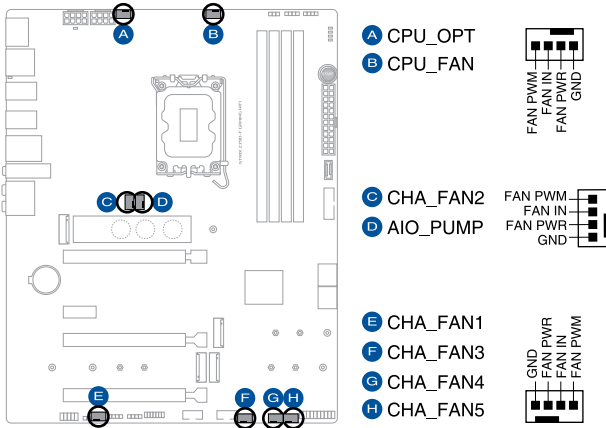 A CPU_OPT
B CPU_FAN
FAN PWM
FAN IN
FAN PWR
GND
A
B
C
D
C CHA_FAN2
D AIO_PUMP
FAN PWM
FAN IN
FAN PWR
GND
E CHA_FAN1
F CHA_FAN3
G CHA_FAN4
H CHA_FAN5
GND
FAN PWR
FAN IN
FAN PWM
E
F
G
H